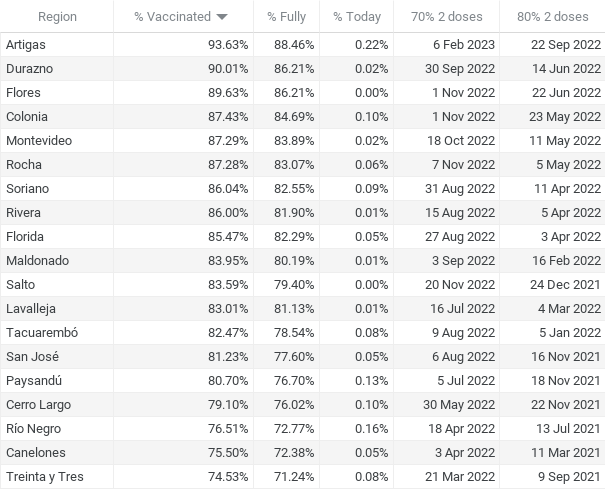 Region % Vaccinated % Fully % Today 70% 2 doses 80% 2 doses
Artigas 93.63% 88.46% 0.22% 6 Feb 2023 22 Sep 2022
Durazno 90.01% 86.21% 0.02% 30 Sep 2022 14 Jun 2022
Flores 89.63% 86.21% 0.00% 1 Nov 2022 22 Jun 2022
Colonia 87.43% 84.69% 0.10% 1 Nov 2022 23 May 2022
Montevideo 87.29% 83.89% 0.02% 18 Oct 2022 11 May 2022
Rocha 87.28% 83.07% 0.06% 7 Nov 2022 5 May 2022
Soriano 86.04% 82.55% 0.09% 31 Aug 2022 11 Apr 2022
Rivera 86.00% 81.90% 0.01% 15 Aug 2022 5 Apr 2022
Florida 85.47% 82.29% 0.05% 27 Aug 2022 3 Apr 2022
Maldonado 83.95% 80.19% 0.01% 3 Sep 2022 16 Feb 2022
Salto 83.59% 79.40% 0.00% 20 Nov 2022 24 Dec 2021
Lavalleja 83.01% 81.13% 0.01% 16 Jul 2022 4 Mar 2022
Tacuarembó 82.47% 78.54% 0.08% 9 Aug 2022 5 Jan 2022
San José 81.23% 77.60% 0.05% 6 Aug 2022 16 Nov 2021
Paysandú 80.70% 76.70% 0.13% 5 Jul 2022 18 Nov 2021
Cerro Largo 79.10% 76.02% 0.10% 30 May 2022 22 Nov 2021
Río Negro 76.51% 72.77% 0.16% 18 Apr 2022 13 Jul 2021
Canelones 75.50% 72.38% 0.05% 3 Apr 2022 11 Mar 2021
Treinta y Tres 74.53% 71.24% 0.08% 21 Mar 2022 9 Sep 2021